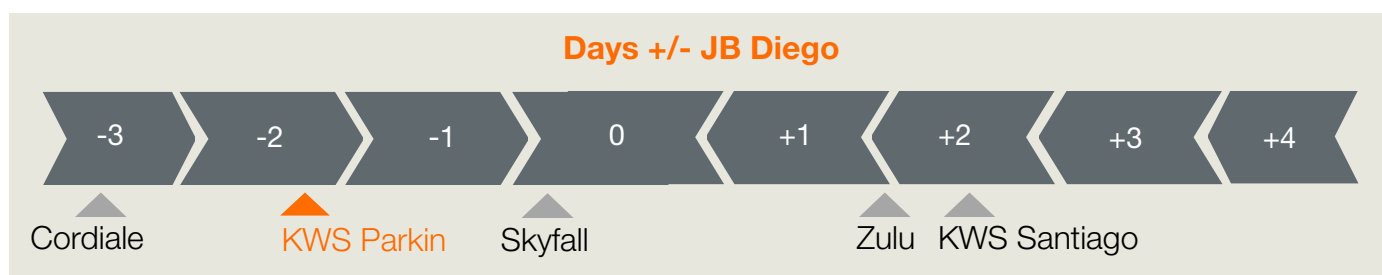 Days +/- JB Diego
-3 -2 -1 0 +1 +2 +3 +4
Cordiale KWS Parkin Skyfall Zulu KWS Santiago